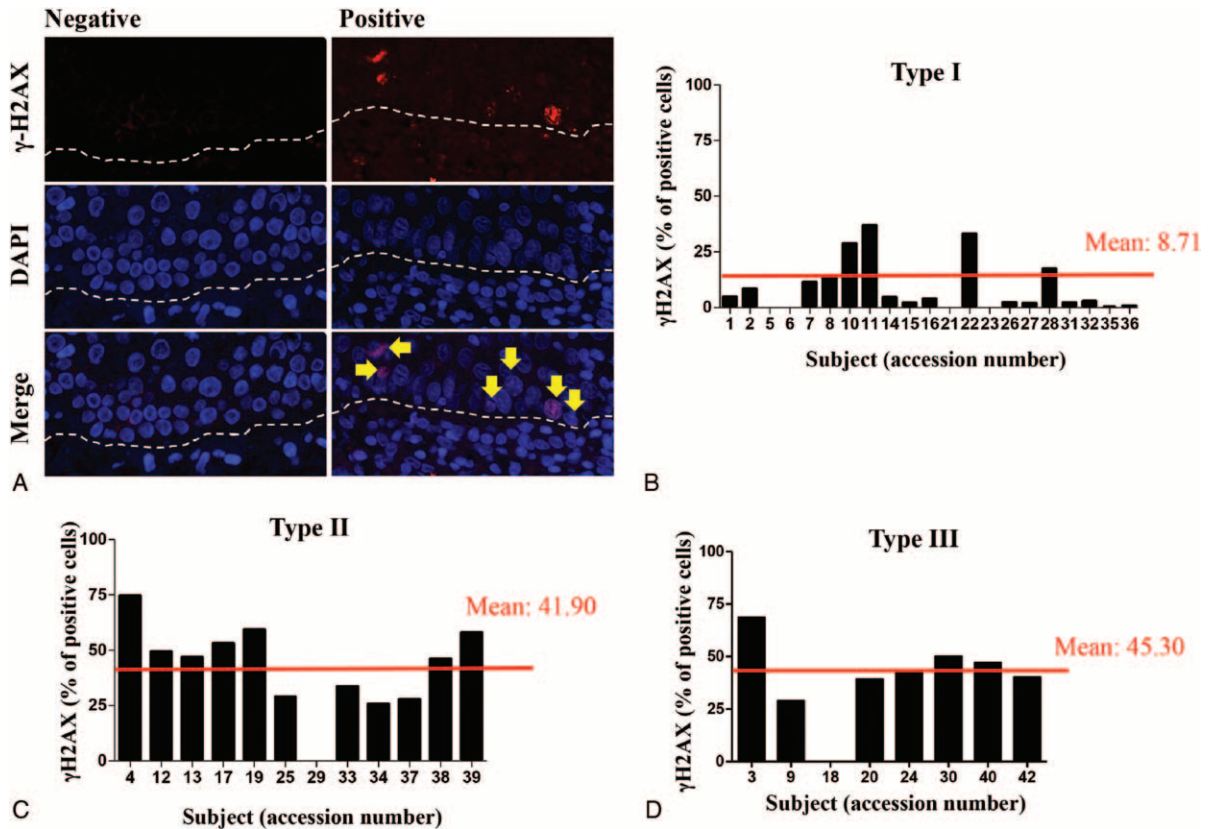 Negative Positive
γ-H2AX
DAPI
Merge
A
Type I
γH2AX (% of positive cells)
100
75
50
25
0
Mean: 8.71
1 2 5 6 7 8 10 11 14 15 16 21 22 23 26 27 28 31 32 35 36
Subject (accession number)
B
Type II
γH2AX (% of positive cells)
100
75
50
25
0
Mean: 41.90
4 12 13 17 19 25 29 33 34 37 38 39
Subject (accession number)
C
Type III
γH2AX (% of positive cells)
100
75
50
25
0
Mean: 45.30
3 9 18 20 24 30 40 42
Subject (accession number)
D